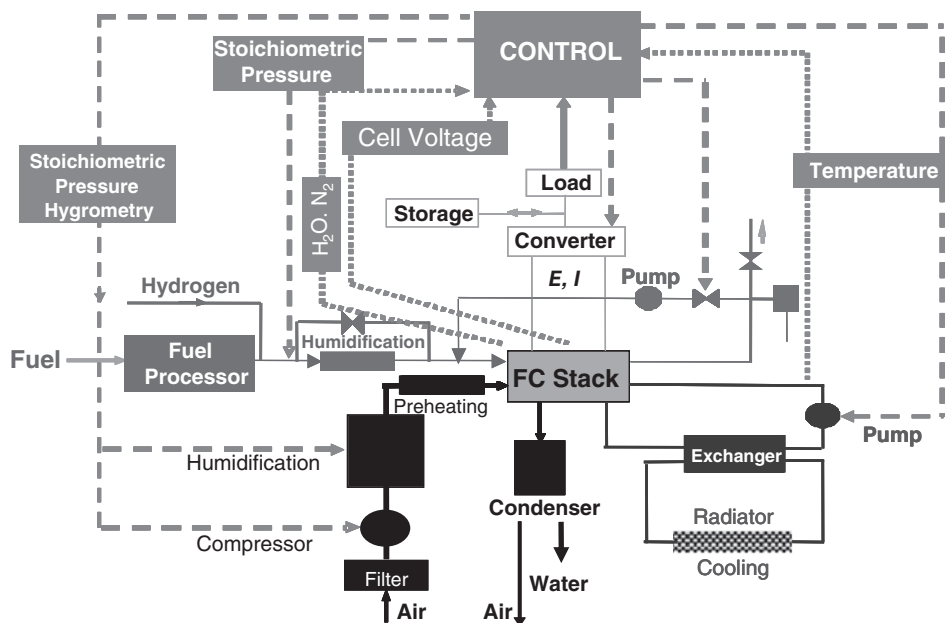 Stoichiometric
Pressure
CONTROL
Cell Voltage
Stoichiometric
Pressure
Hygrometry
H₂O. N₂
Load
Temperature
Storage
Converter
E, I
Pump
Hydrogen
Humidification
Fuel
Fuel
Processor
FC Stack
Preheating
Pump
Humidification
Exchanger
Condenser
Radiator
Compressor
Cooling
Filter
Water
Air
Air